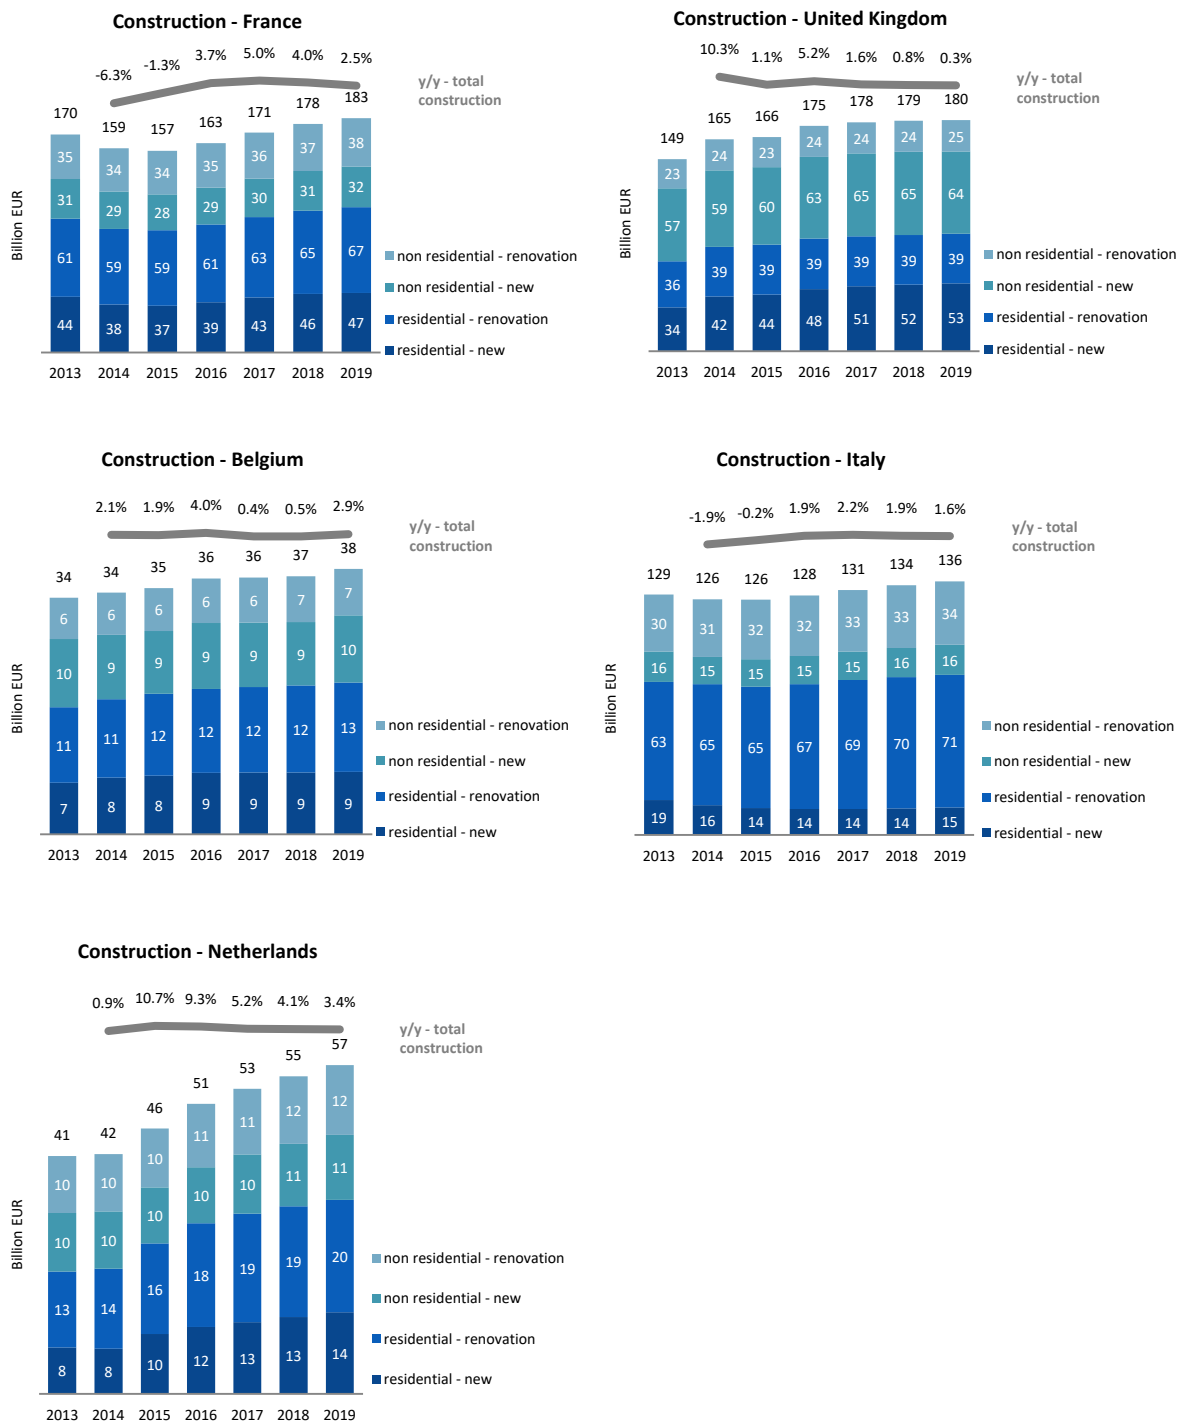 Construction - France
-6.3% -1.3% 3.7% 5.0% 4.0% 2.5%
y/y - total
construction
170 159 157 163 171 178 183
35 34 34 35 36 37 38
31 29 28 29 30 31 32
61 59 59 61 63 65 67
44 38 37 39 43 46 47
Billion EUR
non residential - renovation
non residential - new
residential - renovation
residential - new
2013 2014 2015 2016 2017 2018 2019
Construction - United Kingdom
10.3% 1.1% 5.2% 1.6% 0.8% 0.3%
y/y - total
construction
149 165 166 175 178 179 180
23 24 23 24 24 24 25
57 59 60 63 65 65 64
36 39 39 39 39 39 39
34 42 44 48 51 52 53
Billion EUR
non residential - renovation
non residential - new
residential - renovation
residential - new
2013 2014 2015 2016 2017 2018 2019
Construction - Belgium
2.1% 1.9% 4.0% 0.4% 0.5% 2.9%
y/y - total
construction
34 34 35 36 36 37 38
6 6 6 6 6 7 7
10 9 9 9 9 9 10
11 11 12 12 12 12 13
7 8 8 9 9 9 9
Billion EUR
non residential - renovation
non residential - new
residential - renovation
residential - new
2013 2014 2015 2016 2017 2018 2019
Construction - Italy
-1.9% -0.2% 1.9% 2.2% 1.9% 1.6%
y/y - total
construction
129 126 126 128 131 134 136
30 31 32 32 33 33 34
16 15 15 15 15 16 16
63 65 65 67 69 70 71
19 16 14 14 14 14 15
Billion EUR
non residential - renovation
non residential - new
residential - renovation
residential - new
2013 2014 2015 2016 2017 2018 2019
Construction - Netherlands
0.9% 10.7% 9.3% 5.2% 4.1% 3.4%
y/y - total
construction
41 42 46 51 53 55 57
10 10 10 11 11 12 12
10 10 10 10 10 11 11
13 14 16 18 19 19 20
8 8 10 12 13 13 14
Billion EUR
non residential - renovation
non residential - new
residential - renovation
residential - new
2013 2014 2015 2016 2017 2018 2019